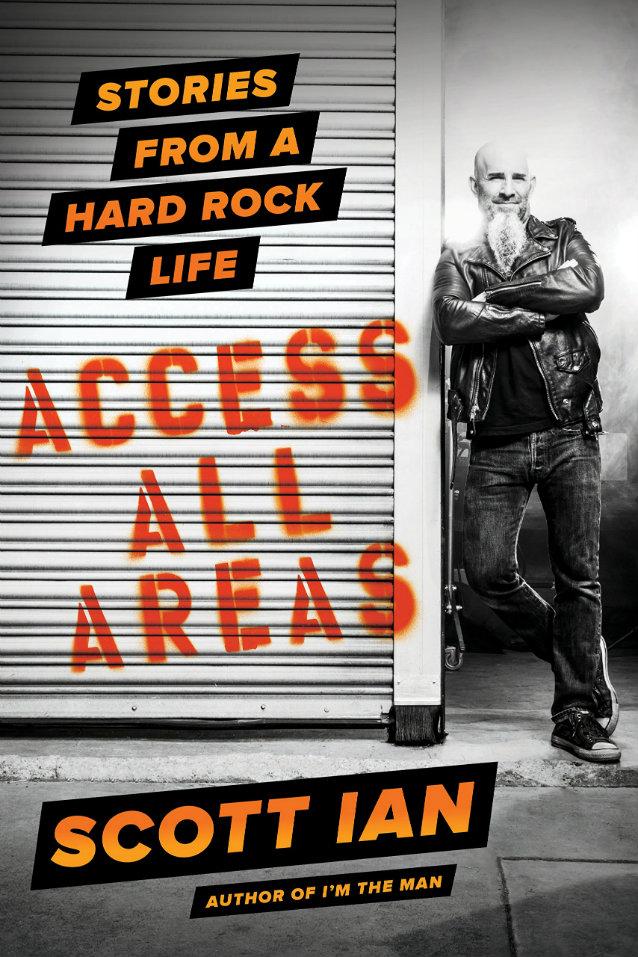 STORIES
FROM A
HARD ROCK
LIFE
ACCESS
ALL
AREAS
SCOTT IAN
AUTHOR OF I'M THE MAN